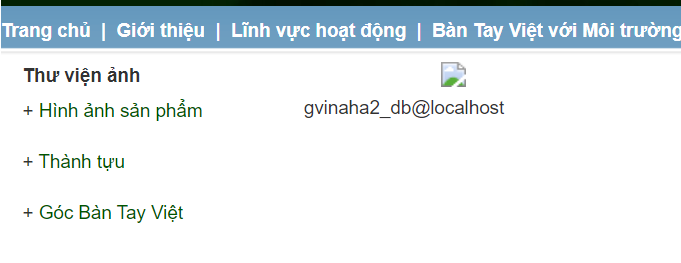 Trang chủ | Giới thiệu | Lĩnh vực hoạt động | Bàn Tay Việt với Môi trường
Thư viện ảnh
+ Hình ảnh sản phẩm
+ Thành tựu
+ Góc Bàn Tay Việt
gvinaha2_db@localhost